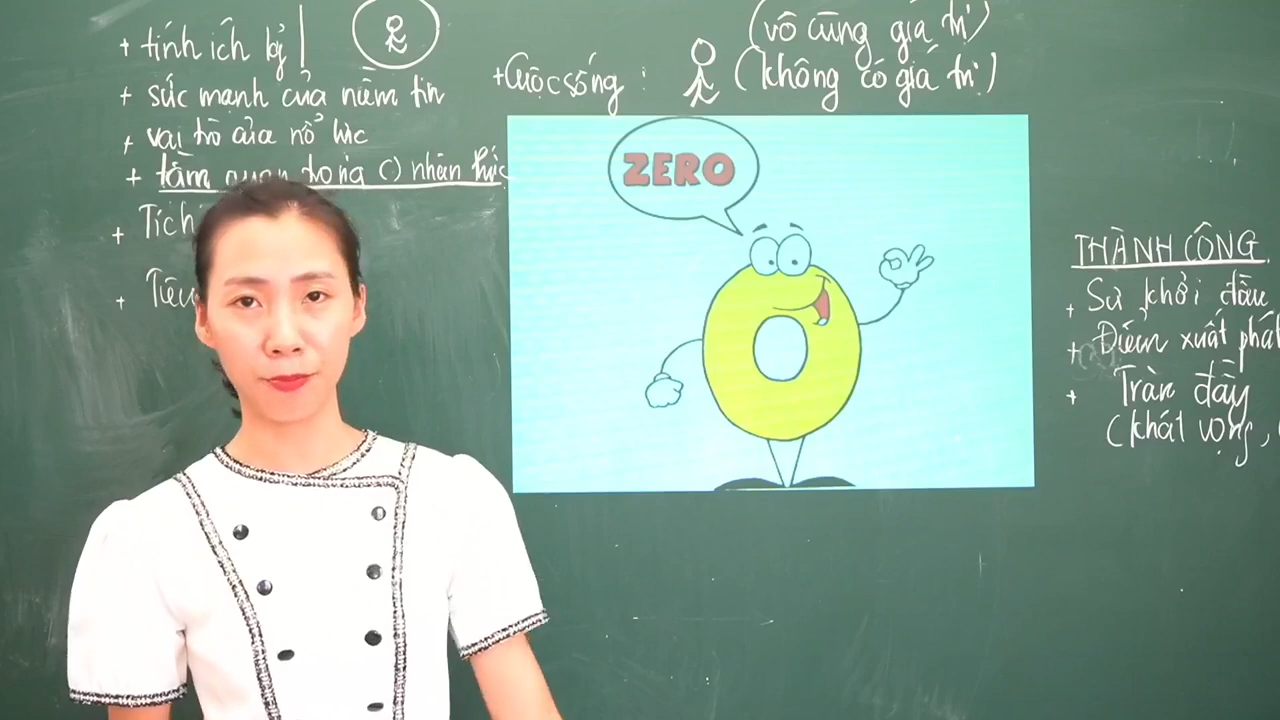 + tính ích kỷ
+ sức mạnh của niềm tin
+ vai trò của nổ lực
+ tầm quan trọng () nhận thức
+ Tích
+ Tiêu
(vô cùng giá trị)
+ Cuộc sống : (không có giá trị)
ZERO
THÀNH CÔNG
+ Sự khởi đầu
+ Điểm xuất phát
+ Tràn đầy
(khát vọng,